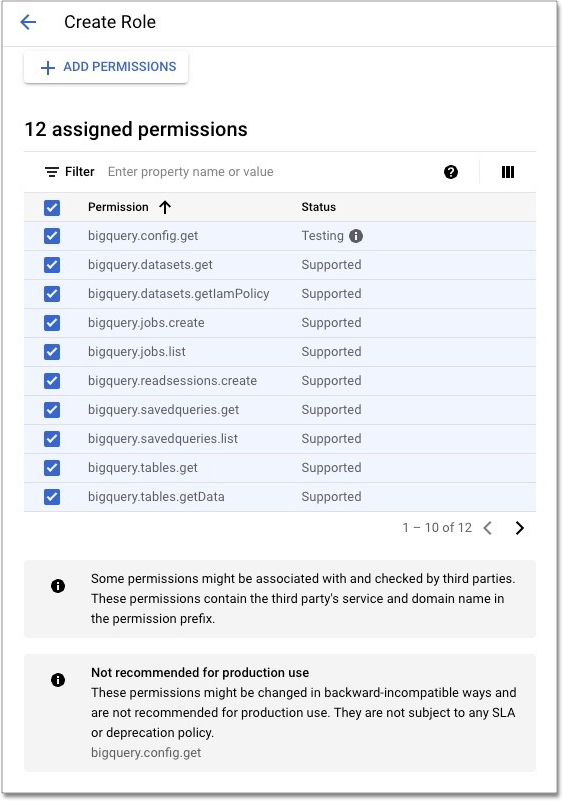 Create Role
ADD PERMISSIONS
12 assigned permissions
Filter Enter property name or value
Permission Status
bigquery.config.get Testing
bigquery.datasets.get Supported
bigquery.datasets.getIamPolicy Supported
bigquery.jobs.create Supported
bigquery.jobs.list Supported
bigquery.readsessions.create Supported
bigquery.savedqueries.get Supported
bigquery.savedqueries.list Supported
bigquery.tables.get Supported
bigquery.tables.getData Supported
1 – 10 of 12
Some permissions might be associated with and checked by third parties.
These permissions contain the third party's service and domain name in
the permission prefix.
Not recommended for production use
These permissions might be changed in backward-incompatible ways and
are not recommended for production use. They are not subject to any SLA
or deprecation policy.
bigquery.config.get